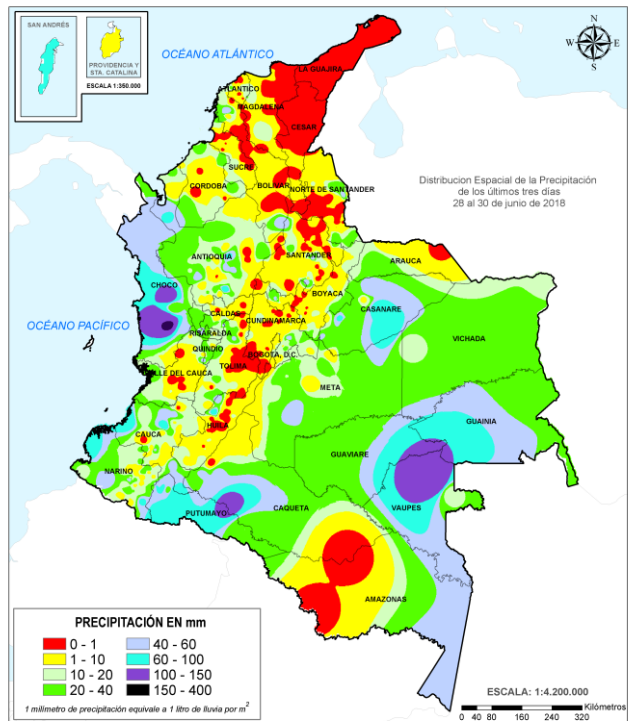 SAN ANDRÉS
PROVIDENCIA Y
STA. CATALINA
ESCALA 1:350.000
OCÉANO ATLÁNTICO
N
W
E
S
LA GUAJIRA
ATLANTICO
MAGDALENA
CESAR
SUCRE
CORDOBA
BOLIVAR
NORTE DE SANTANDER
Distribucion Espacial de la Precipitación
de los últimos tres días
28 al 30 de junio de 2018
ANTIOQUIA
SANTANDER
ARAUCA
CHOCO
BOYACA
CASANARE
OCÉANO PACÍFICO
CALDAS
CUNDINAMARCA
RISARALDA
VICHADA
QUINDIO
BOGOTÁ, D.C.
TOLIMA
VALLE DEL CAUCA
META
HUILA
CAUCA
GUAINIA
GUAVIARE
NARINO
CAQUETA
VAUPES
PUTUMAYO
AMAZONAS
PRECIPITACIÓN EN mm
0 - 1
40 - 60
1 - 10
60 - 100
10 - 20
100 - 150
20 - 40
150 - 400
1 milimetro de precipitación equivale a 1 litro de lluvia por m2
ESCALA: 1:4.200.000
Kilómetros
0 40 80 160 240 320